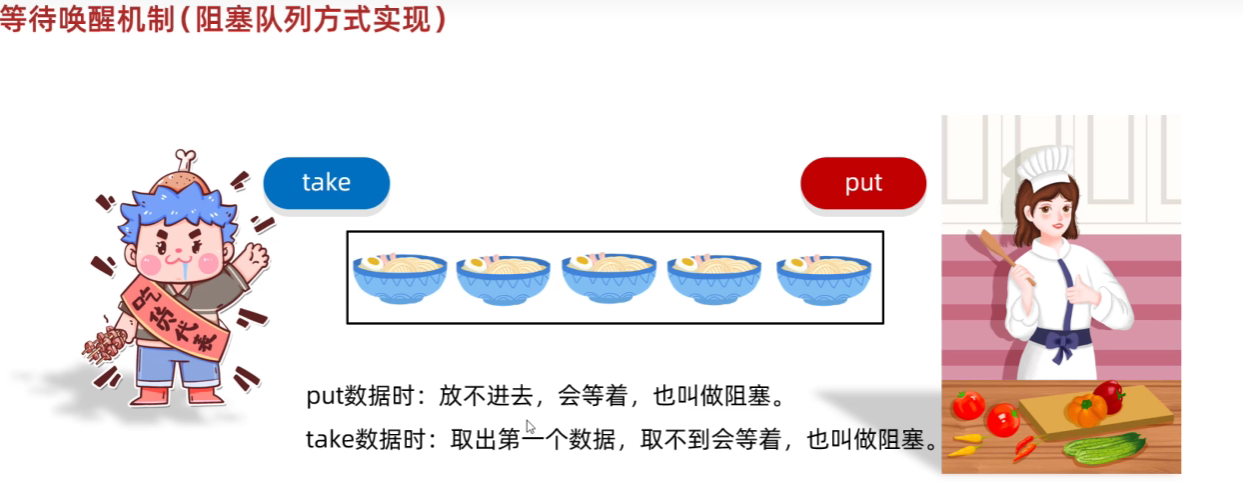 等待唤醒机制(阻塞队列方式实现)
take
put
吃货代表
put数据时：放不进去，会等着，也叫做阻塞。
take数据时：取出第一个数据，取不到会等着，也叫做阻塞。